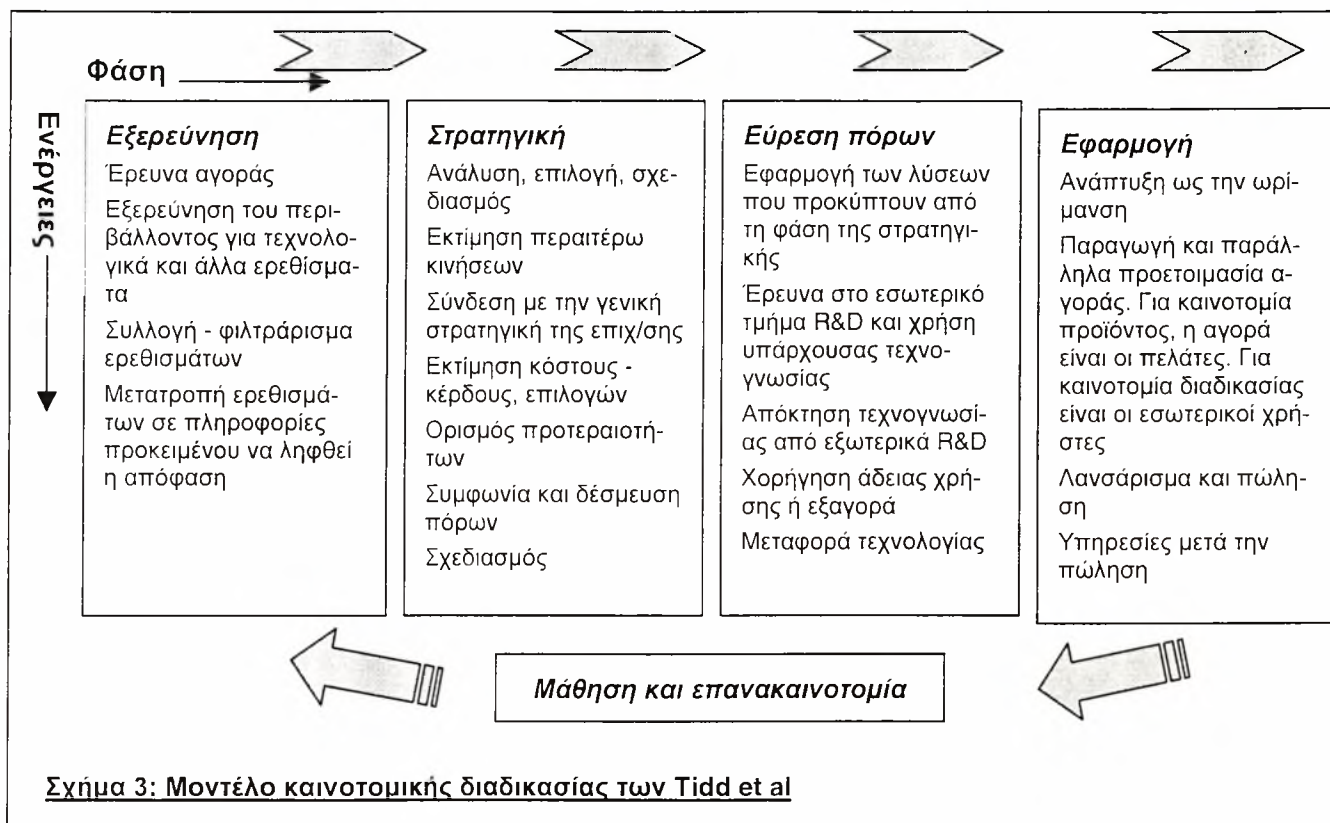 Φάση
Ενέργειες
Εξερεύνηση
Έρευνα αγοράς
Εξερεύνηση του περι-
βάλλοντος για τεχνολο-
γικά και άλλα ερεθίσμα-
τα
Συλλογή - φιλτράρισμα
ερεθισμάτων
Μετατροπή ερεθισμά-
των σε πληροφορίες
προκειμένου να ληφθεί
η απόφαση
Στρατηγική
Ανάλυση, επιλογή, σχε-
διασμός
Εκτίμηση περαιτέρω
κινήσεων
Σύνδεση με την γενική
στρατηγική της επιχ/σης
Εκτίμηση κόστους -
κέρδους, επιλογών
Ορισμός προτεραιοτή-
των
Συμφωνία και δέσμευση
πόρων
Σχεδιασμός
Εύρεση πόρων
Εφαρμογή των λύσεων
που προκύπτουν από
τη φάση της στρατηγι-
κής
Έρευνα στο εσωτερικό
τμήμα R&D και χρήση
υπάρχουσας τεχνο-
γνωσίας
Απόκτηση τεχνογνωσί-
ας από εξωτερικά R&D
Χορήγηση άδειας χρή-
σης ή εξαγορά
Μεταφορά τεχνολογίας
Εφαρμογή
Ανάπτυξη ως την ωρί-
μανση
Παραγωγή και παράλ-
ληλα προετοιμασία α-
γοράς. Για καινοτομία
προϊόντος, η αγορά
είναι οι πελάτες. Για
καινοτομία διαδικασίας
είναι οι εσωτερικοί χρή-
στες
Λανσάρισμα και πώλη-
ση
Υπηρεσίες μετά την
πώληση
Μάθηση και επανακαινοτομία
Σχήμα 3: Μοντέλο καινοτομικής διαδικασίας των Tidd et al